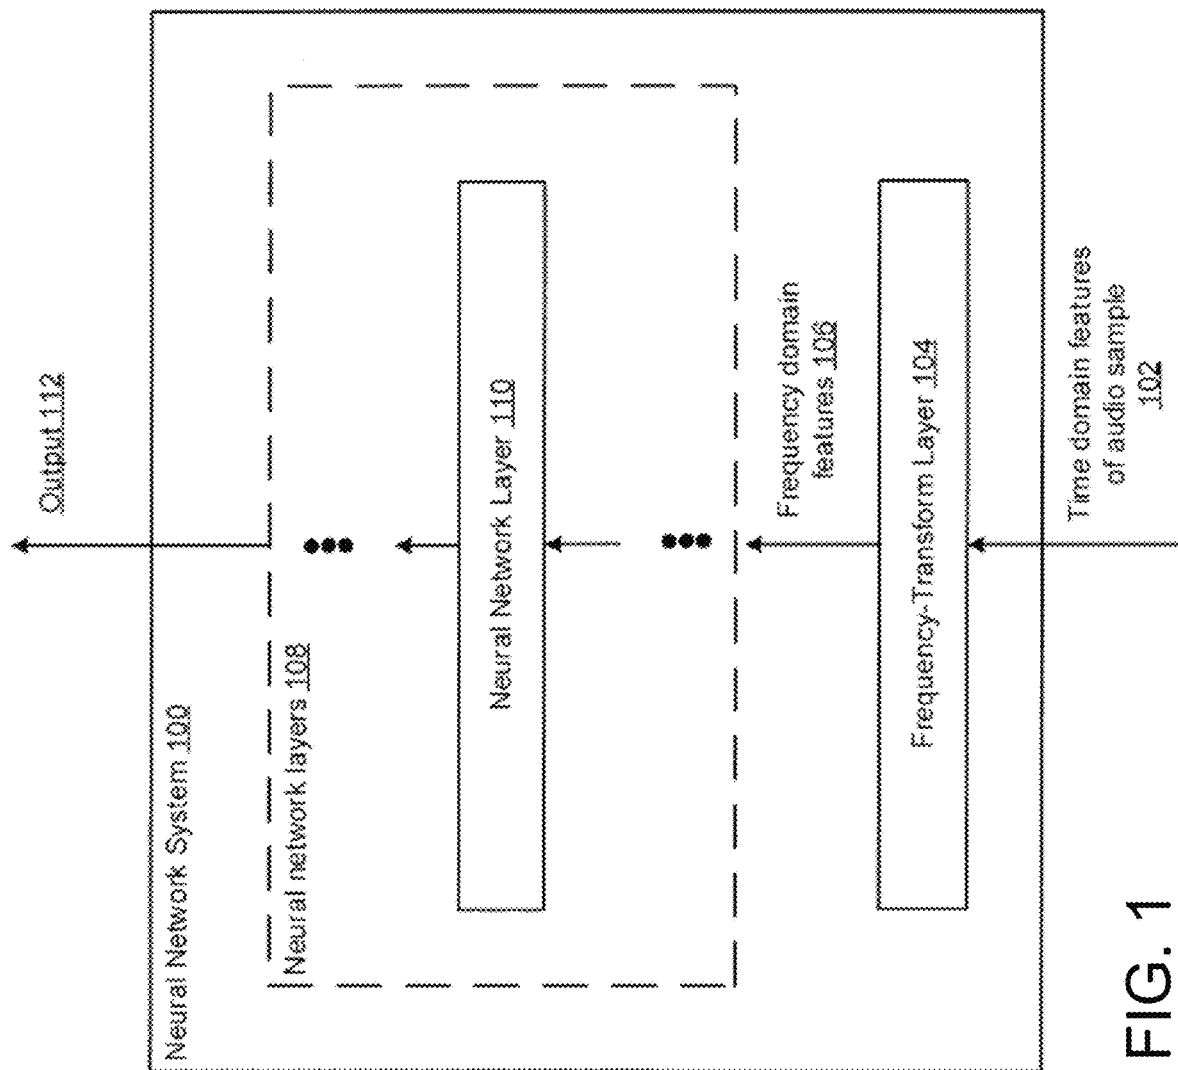 Output 112
Neural Network System 100
Neural network layers 108
Neural Network Layer 110
Frequency domain
features 106
Frequency-Transform Layer 104
Time domain features
of audio sample
102
FIG. 1